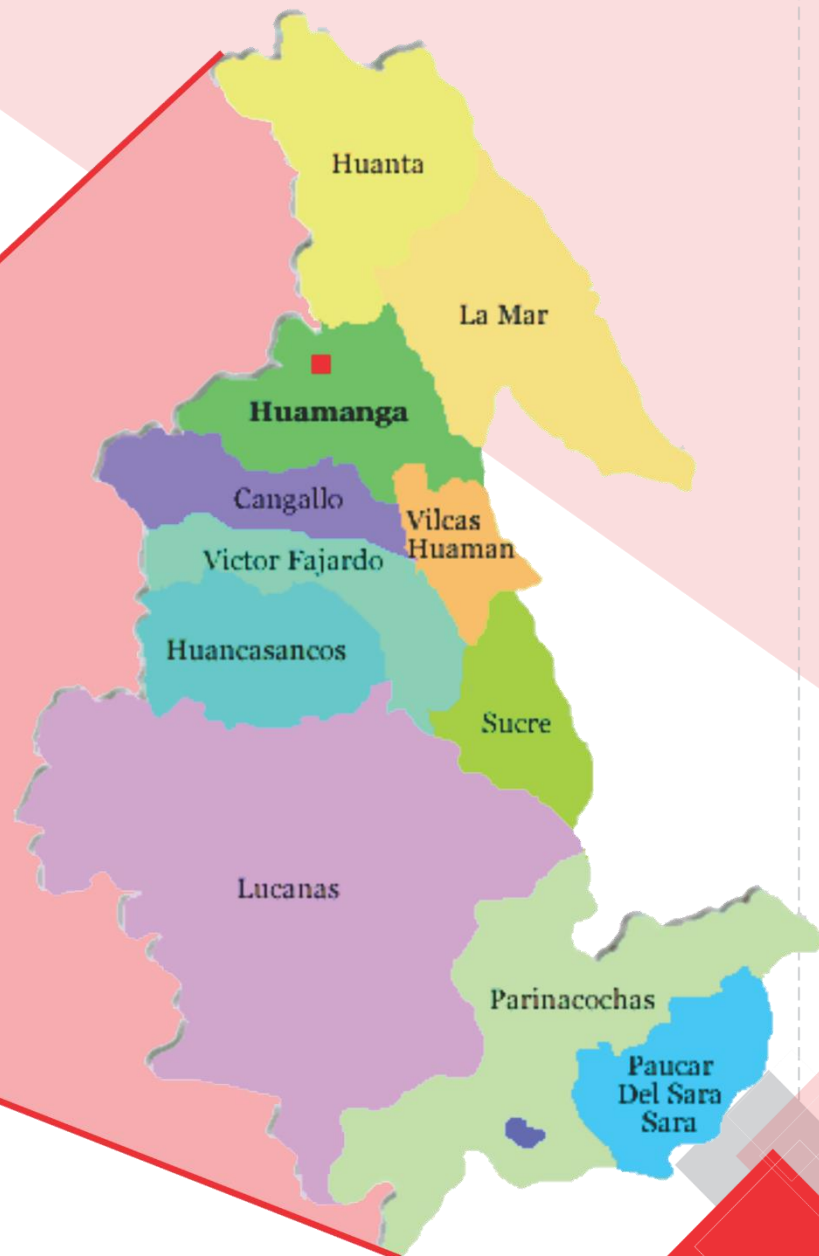 Huanta
La Mar
Huamanga
Cangallo
Vilcas
Huaman
Victor Fajardo
Huancasancos
Sucre
Lucanas
Parinacochas
Paucar
Del Sara
Sara